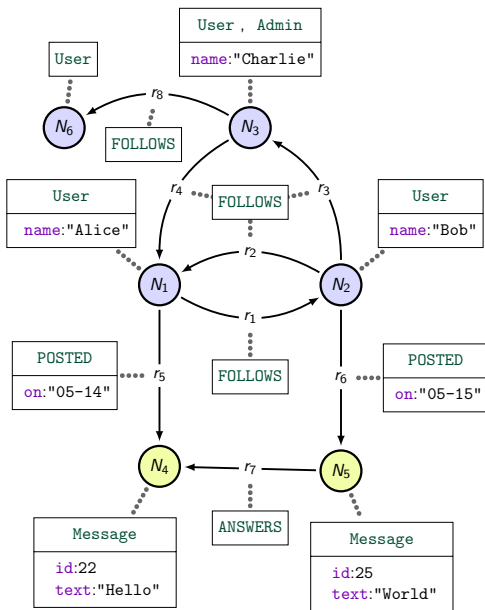 User , Admin
name:"Charlie"
User
r8
N6
N3
FOLLOWS
User
name:"Alice"
r4
FOLLOWS
r3
User
name:"Bob"
r2
N1
N2
r1
POSTED
on:"05-14"
r5
FOLLOWS
r6
POSTED
on:"05-15"
N4
r7
N5
Message
id:22
text:"Hello"
ANSWERS
Message
id:25
text:"World"